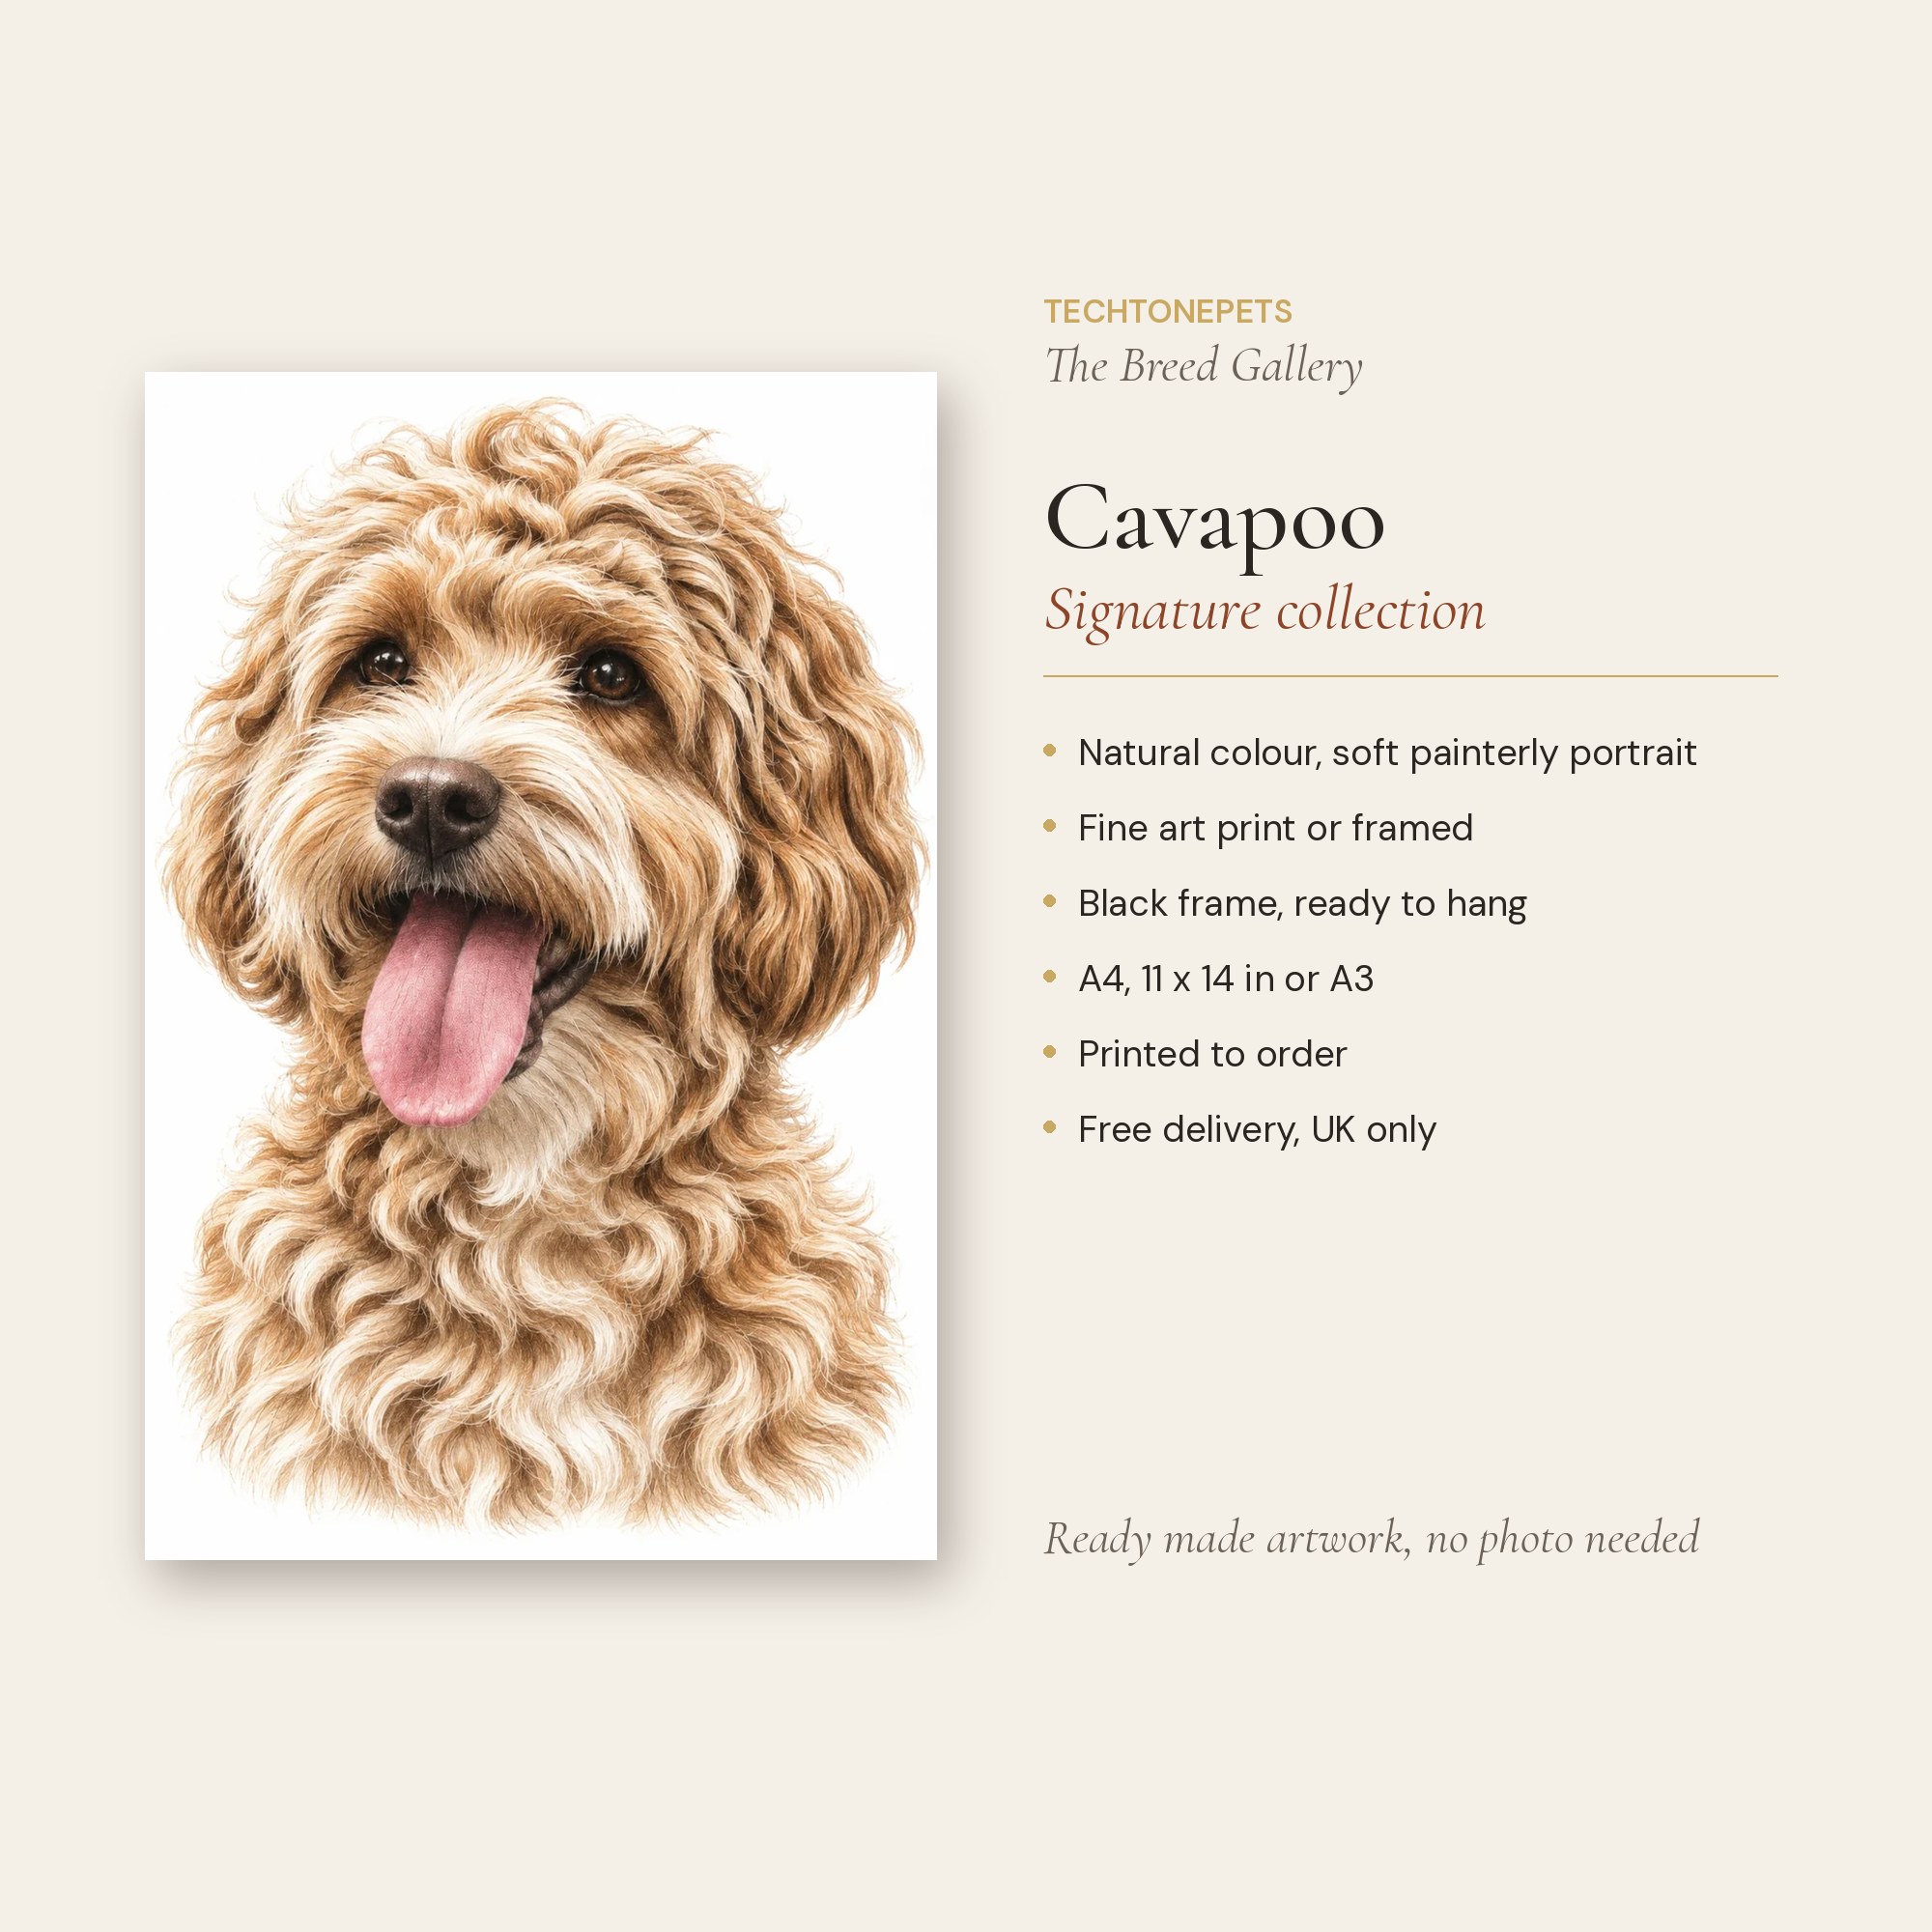 TECHTONEPETS
The Breed Gallery
Cavapoo
Signature collection
Natural colour, soft painterly portrait
Fine art print or framed
Black frame, ready to hang
A4, 11 x 14 in or A3
Printed to order
Free delivery, UK only
Ready made artwork, no photo needed